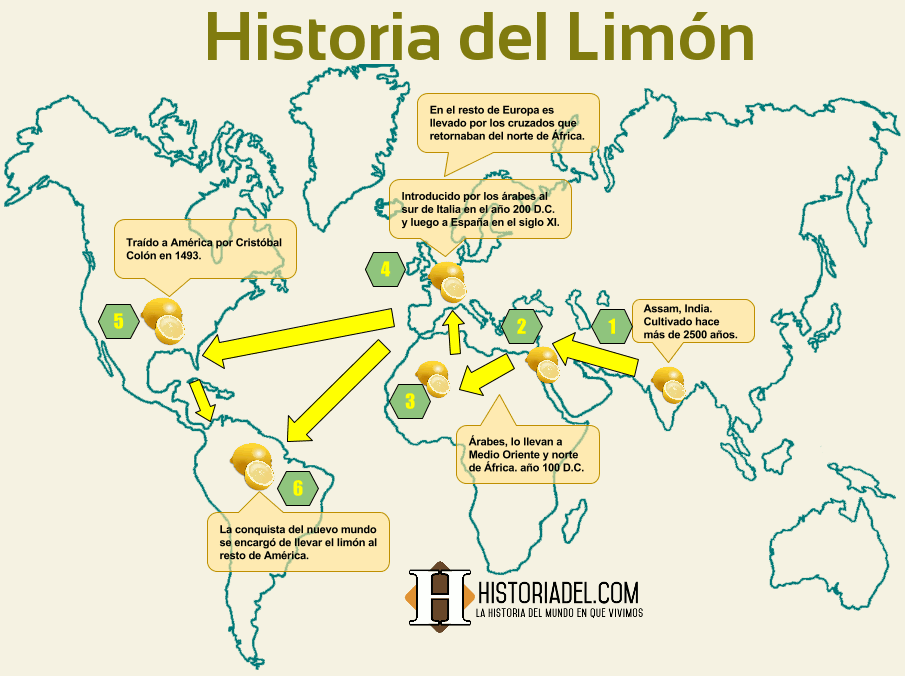 Historia del Limón
En el resto de Europa es
llevado por los cruzados que
retornaban del norte de África.
Introducido por los árabes al
sur de Italia en el año 200 D.C.
y luego a España en el siglo XI.
Traído a América por Cristóbal
Colón en 1493.
4
5
2
1
Assam, India.
Cultivado hace
más de 2500 años.
3
Árabes, lo llevan a
Medio Oriente y norte
de África. año 100 D.C.
6
La conquista del nuevo mundo
se encargó de llevar el limón al
resto de América.
H
HISTORIADEL.COM
LA HISTORIA DEL MUNDO EN QUE VIVIMOS